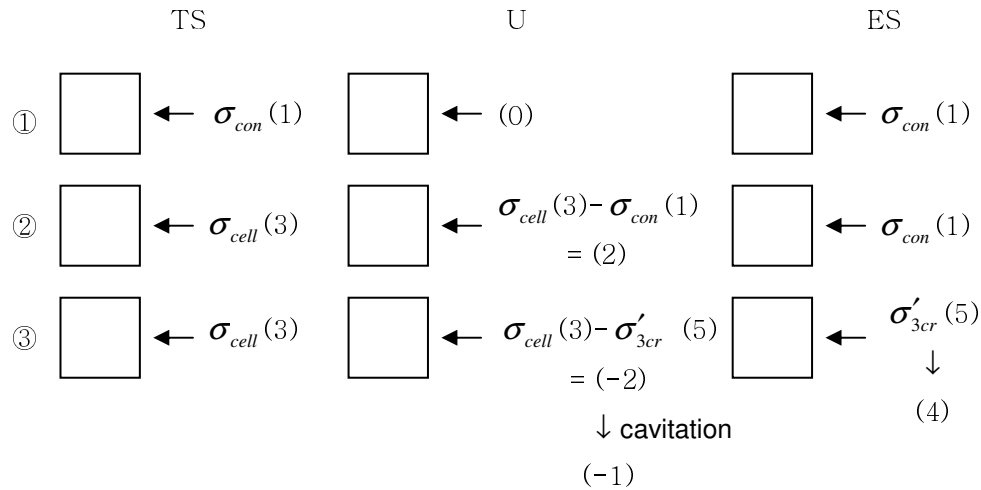 TS U ES
① ← σcon (1) ← (0) ← σcon (1)
② ← σcell (3) ← σcell (3)- σcon (1) ← σcon (1)
= (2)
③ ← σcell (3) ← σcell (3)- σ′3cr (5) ← σ′3cr (5)
= (-2) ↓
↓ cavitation (4)
(-1)